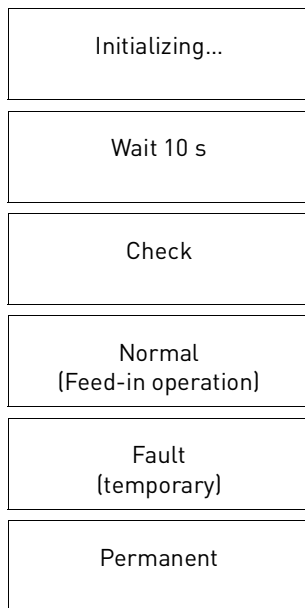 Initializing...
Wait 10 s
Check
Normal
(Feed-in operation)
Fault
(temporary)
Permanent